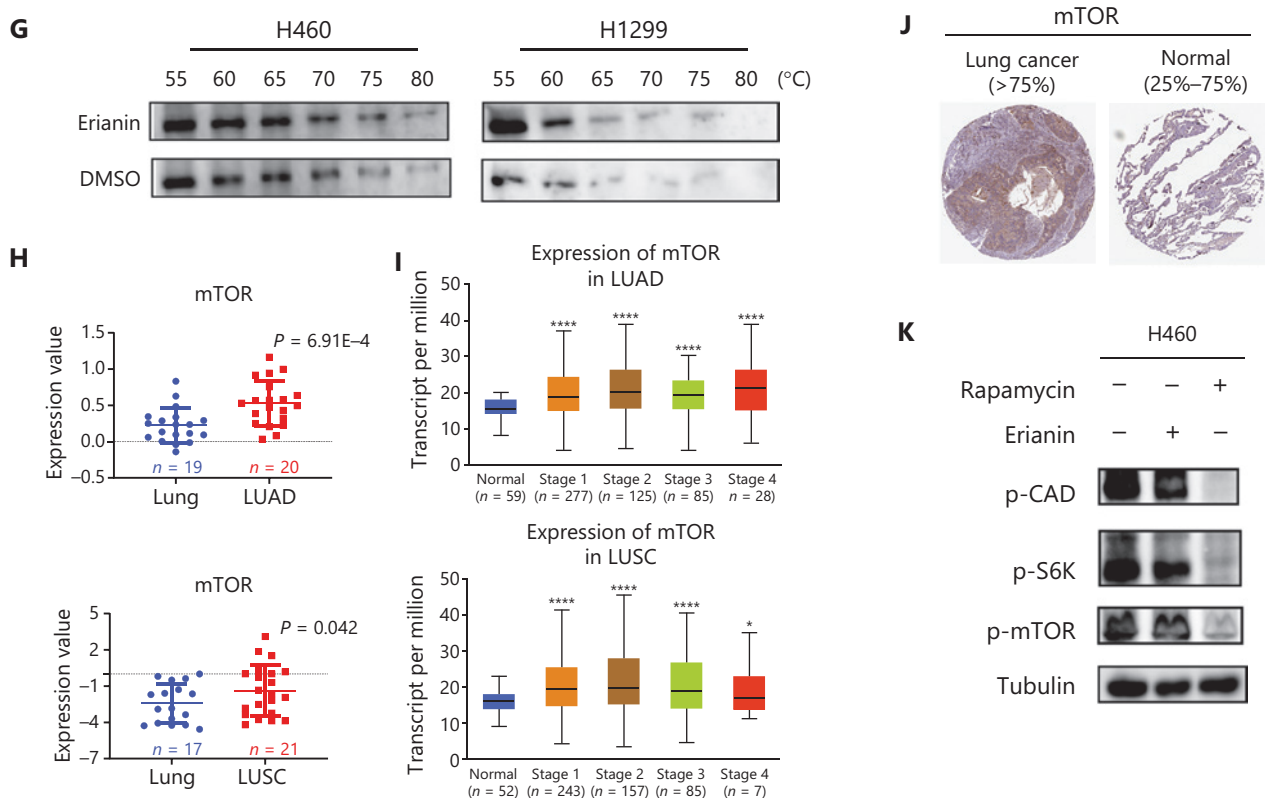 G
H460
H1299
55 60 65 70 75 80 55 60 65 70 75 80 (°C)
Erianin
DMSO
H
mTOR
Expression value
1.5
1.0
0.5
0.0
–0.5
P = 6.91E–4
n = 19
n = 20
Lung
LUAD
mTOR
Expression value
5
2
–1
–4
–7
P = 0.042
n = 17
n = 21
Lung
LUSC
I
Expression of mTOR
in LUAD
Transcript per million
50
40
30
20
10
0
****
****
****
****
Normal Stage 1 Stage 2 Stage 3 Stage 4
(n = 59) (n = 277) (n = 125) (n = 85) (n = 28)
Expression of mTOR
in LUSC
Transcript per million
50
40
30
20
10
0
****
****
****
*
Normal Stage 1 Stage 2 Stage 3 Stage 4
(n = 52) (n = 243) (n = 157) (n = 85) (n = 7)
J
mTOR
Lung cancer
(>75%)
Normal
(25%–75%)
K
H460
Rapamycin – – +
Erianin – + –
p-CAD
p-S6K
p-mTOR
Tubulin